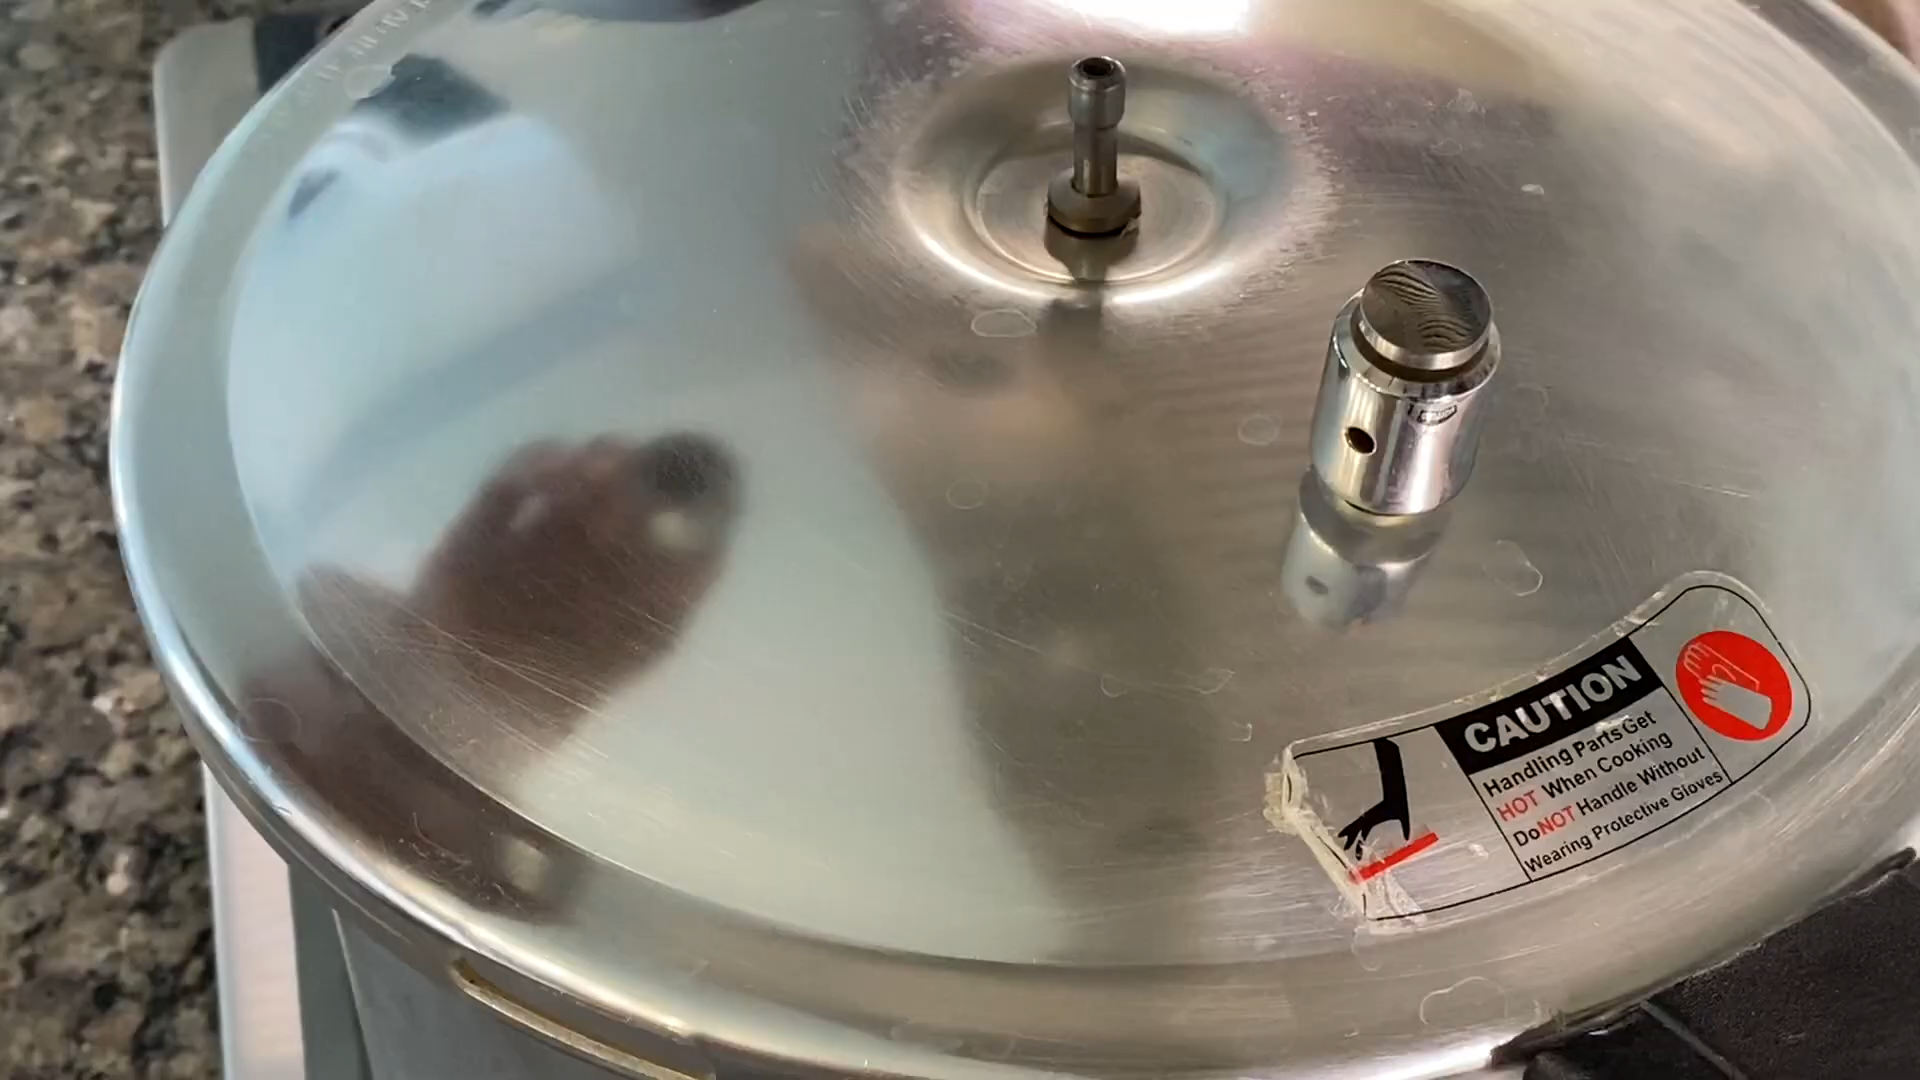 CAUTION
Handling Parts Get
HOT When Cooking
DoNOT Handle Without
Wearing Protective Gloves